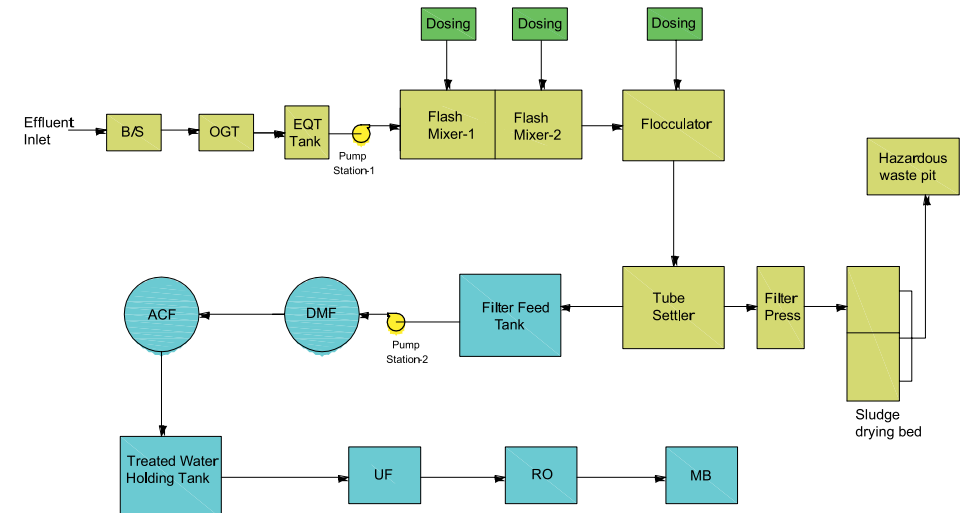 Dosing
Dosing
Dosing
Effluent
Inlet
B/S
OGT
EQT
Tank
Pump
Station-1
Flash
Mixer-1
Flash
Mixer-2
Flocculator
Hazardous
waste pit
ACF
DMF
Pump
Station-2
Filter Feed
Tank
Tube
Settler
Filter
Press
Sludge
drying bed
Treated Water
Holding Tank
UF
RO
MB